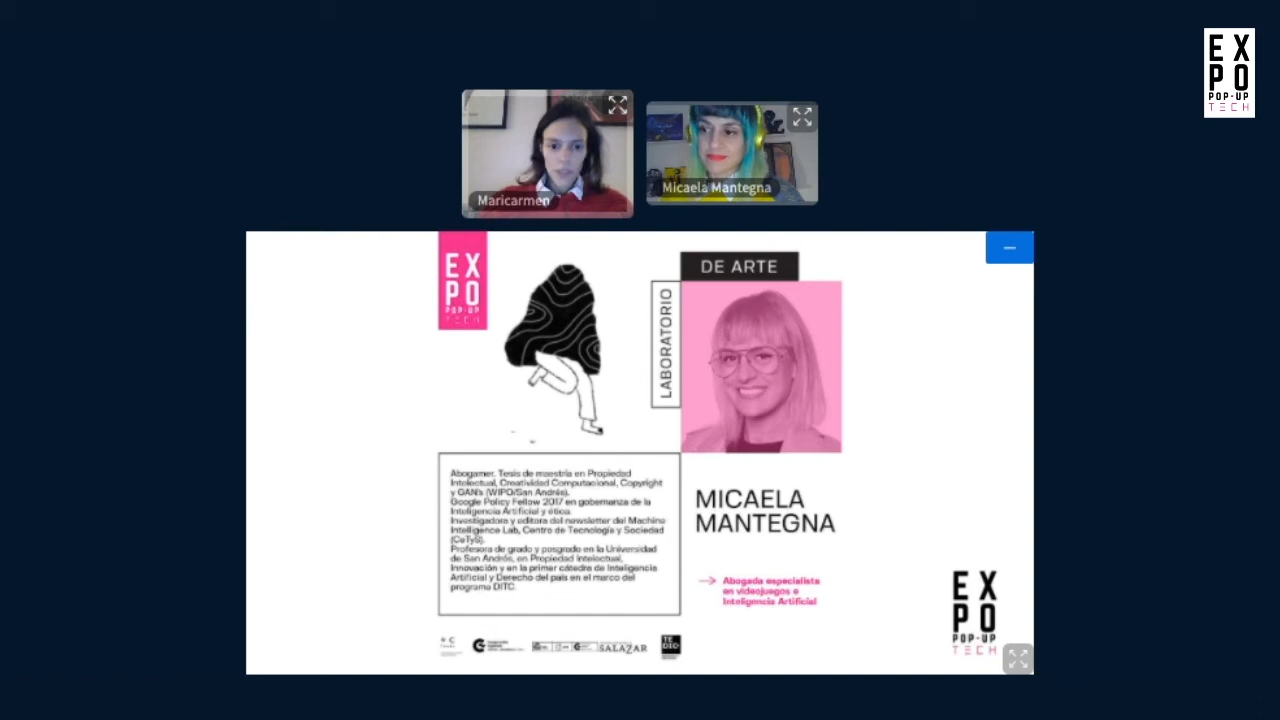 EX
PO
POP-UP
TECH
Maricarmen
Micaela Mantegna
EX
PO
POP-UP
TECH
DE ARTE
LABORATORIO
Abogamer. Tesis de maestría en Propiedad
Intelectual, Creatividad Computacional, Copyright
y GAN's (WIPO/San Andrés).
Google Policy Fellow 2017 en gobernanza de la
Inteligencia Artificial y ética.
Investigadora y editora del newsletter del Machine
Intelligence Lab, Centro de Tecnología y Sociedad
(CeTyS).
Profesora de grado y posgrado en la Universidad
de San Andrés, en Propiedad Intelectual,
Innovación y en la primer cátedra de Inteligencia
Artificial y Derecho del país en el marco del
programa DITC.
MICAELA
MANTEGNA
Abogada especialista
en videojuegos e
Inteligencia Artificial
SALAZAR
EX
PO
POP-UP
TECH